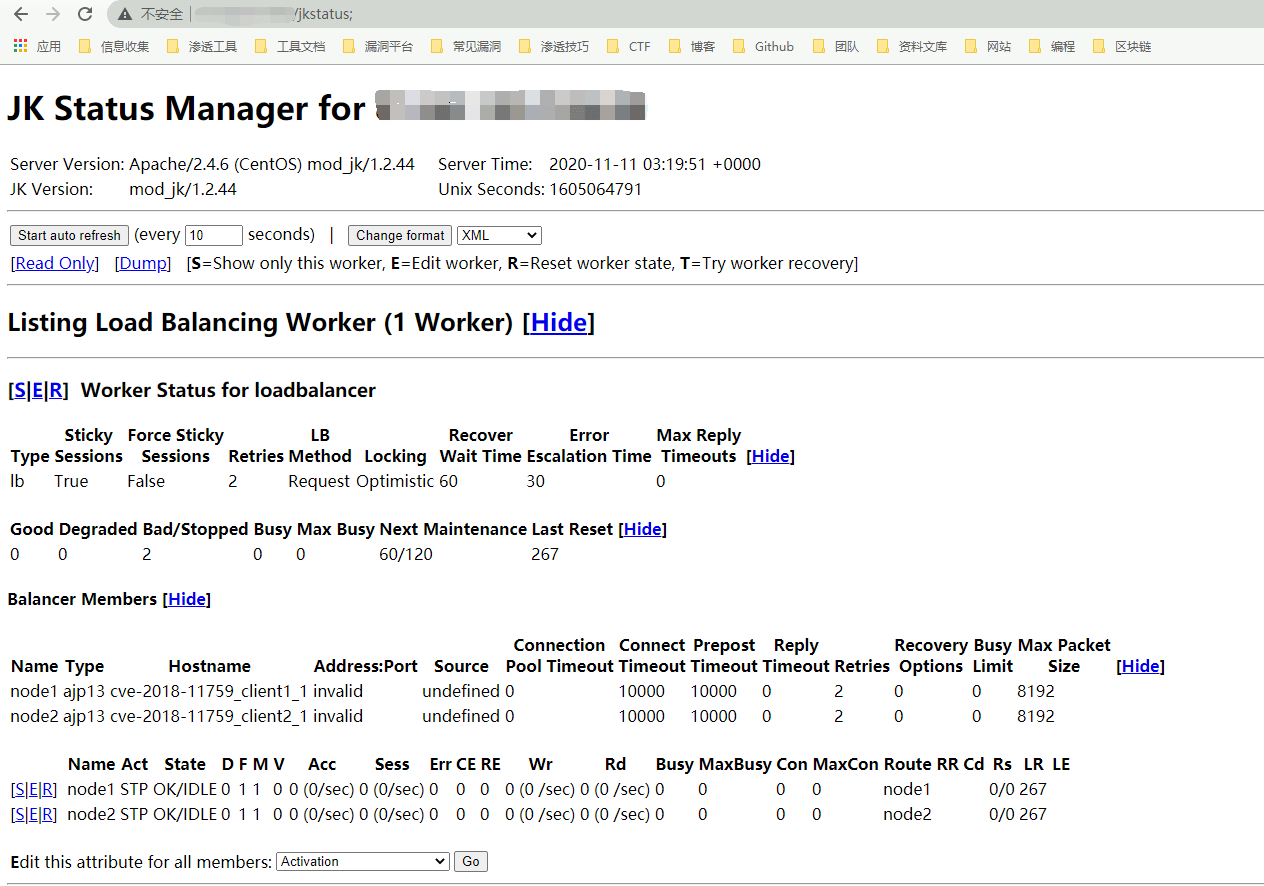 不安全 | /jkstatus;
应用 信息收集 渗透工具 工具文档 漏洞平台 常见漏洞 渗透技巧 CTF 博客 Github 团队 资料文库 网站 编程 区块链
JK Status Manager for
Server Version: Apache/2.4.6 (CentOS) mod_jk/1.2.44 Server Time: 2020-11-11 03:19:51 +0000
JK Version: mod_jk/1.2.44 Unix Seconds: 1605064791
Start auto refresh (every 10 seconds) | Change format XML
[Read Only] [Dump] [S=Show only this worker, E=Edit worker, R=Reset worker state, T=Try worker recovery]
Listing Load Balancing Worker (1 Worker) [Hide]
[S|E|R] Worker Status for loadbalancer
Sticky Force Sticky LB Recover Error Max Reply
Type Sessions Sessions Retries Method Locking Wait Time Escalation Time Timeouts [Hide]
lb True False 2 Request Optimistic 60 30 0
Good Degraded Bad/Stopped Busy Max Busy Next Maintenance Last Reset [Hide]
0 0 2 0 0 60/120 267
Balancer Members [Hide]
Connection Connect Prepost Reply Recovery Busy Max Packet
Name Type Hostname Address:Port Source Pool Timeout Timeout Timeout Timeout Retries Options Limit Size [Hide]
node1 ajp13 cve-2018-11759_client1_1 invalid undefined 0 10000 10000 0 2 0 0 8192
node2 ajp13 cve-2018-11759_client2_1 invalid undefined 0 10000 10000 0 2 0 0 8192
Name Act State D F M V Acc Sess Err CE RE Wr Rd Busy MaxBusy Con MaxCon Route RR Cd Rs LR LE
[S|E|R] node1 STP OK/IDLE 0 1 1 0 0 (0/sec) 0 (0/sec) 0 0 0 0 (0 /sec) 0 (0 /sec) 0 0 0 0 node1 0/0 267
[S|E|R] node2 STP OK/IDLE 0 1 1 0 0 (0/sec) 0 (0/sec) 0 0 0 0 (0 /sec) 0 (0 /sec) 0 0 0 0 node2 0/0 267
Edit this attribute for all members: Activation Go